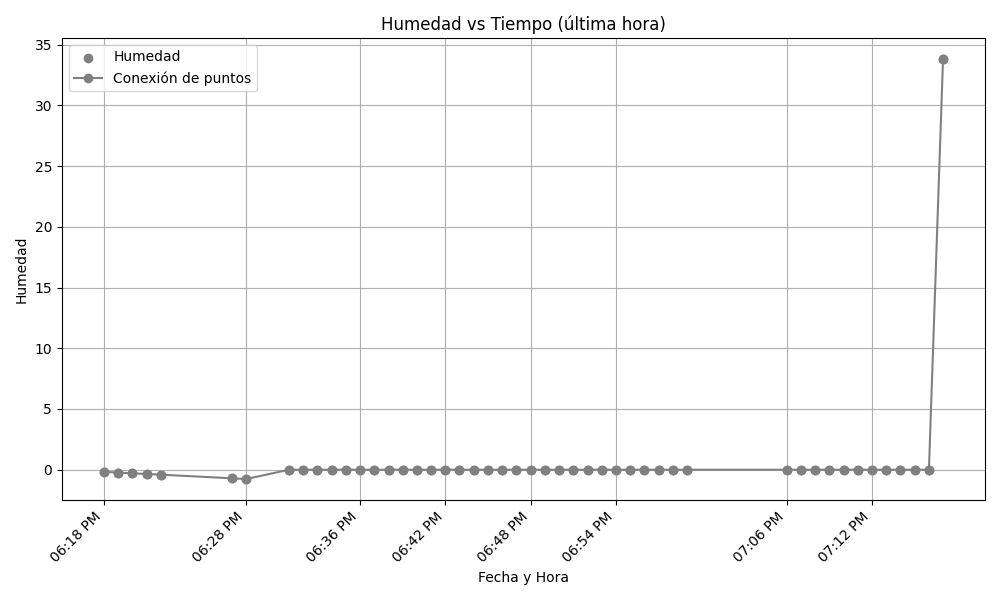 Humedad vs Tiempo (última hora)
Humedad
Conexión de puntos
35
30
25
20
15
10
5
0
Humedad
06:18 PM
06:28 PM
06:36 PM
06:42 PM
06:48 PM
06:54 PM
07:06 PM
07:12 PM
Fecha y Hora